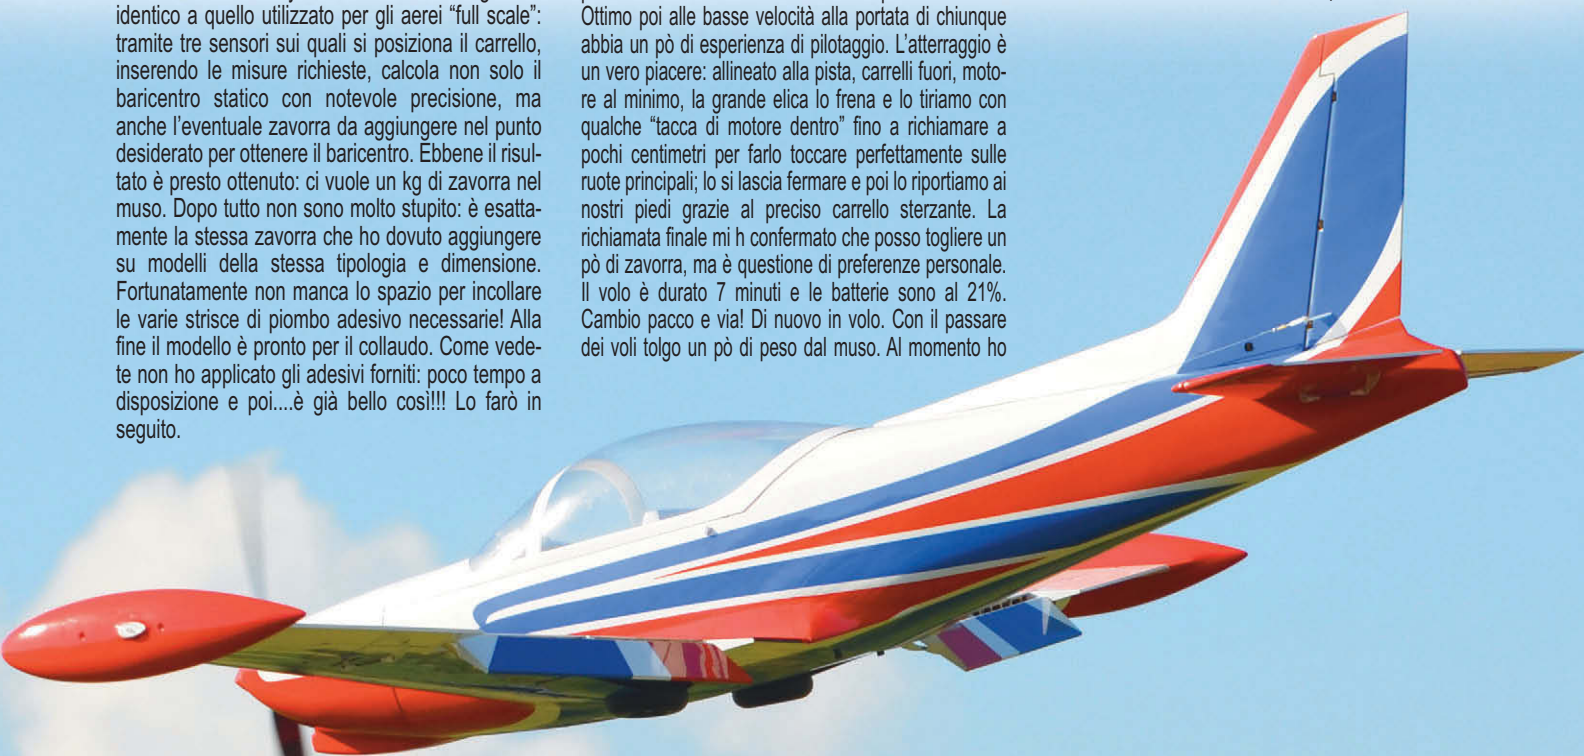 identico a quello utilizzato per gli aerei “full scale”:
tramite tre sensori sui quali si posiziona il carrello,
inserendo le misure richieste, calcola non solo il
baricentro statico con notevole precisione, ma
anche l’eventuale zavorra da aggiungere nel punto
desiderato per ottenere il baricentro. Ebbene il risul-
tato è presto ottenuto: ci vuole un kg di zavorra nel
muso. Dopo tutto non sono molto stupito: è esatta-
mente la stessa zavorra che ho dovuto aggiungere
su modelli della stessa tipologia e dimensione.
Fortunatamente non manca lo spazio per incollare
le varie strisce di piombo adesivo necessarie! Alla
fine il modello è pronto per il collaudo. Come vede-
te non ho applicato gli adesivi forniti: poco tempo a
disposizione e poi....è già bello così!!! Lo farò in
seguito.
Ottimo poi alle basse velocità alla portata di chiunque
abbia un pò di esperienza di pilotaggio. L’atterraggio è
un vero piacere: allineato alla pista, carrelli fuori, moto-
re al minimo, la grande elica lo frena e lo tiriamo con
qualche “tacca di motore dentro” fino a richiamare a
pochi centimetri per farlo toccare perfettamente sulle
ruote principali; lo si lascia fermare e poi lo riportiamo ai
nostri piedi grazie al preciso carrello sterzante. La
richiamata finale mi h confermato che posso togliere un
pò di zavorra, ma è questione di preferenze personale.
Il volo è durato 7 minuti e le batterie sono al 21%.
Cambio pacco e via! Di nuovo in volo. Con il passare
dei voli tolgo un pò di peso dal muso. Al momento ho